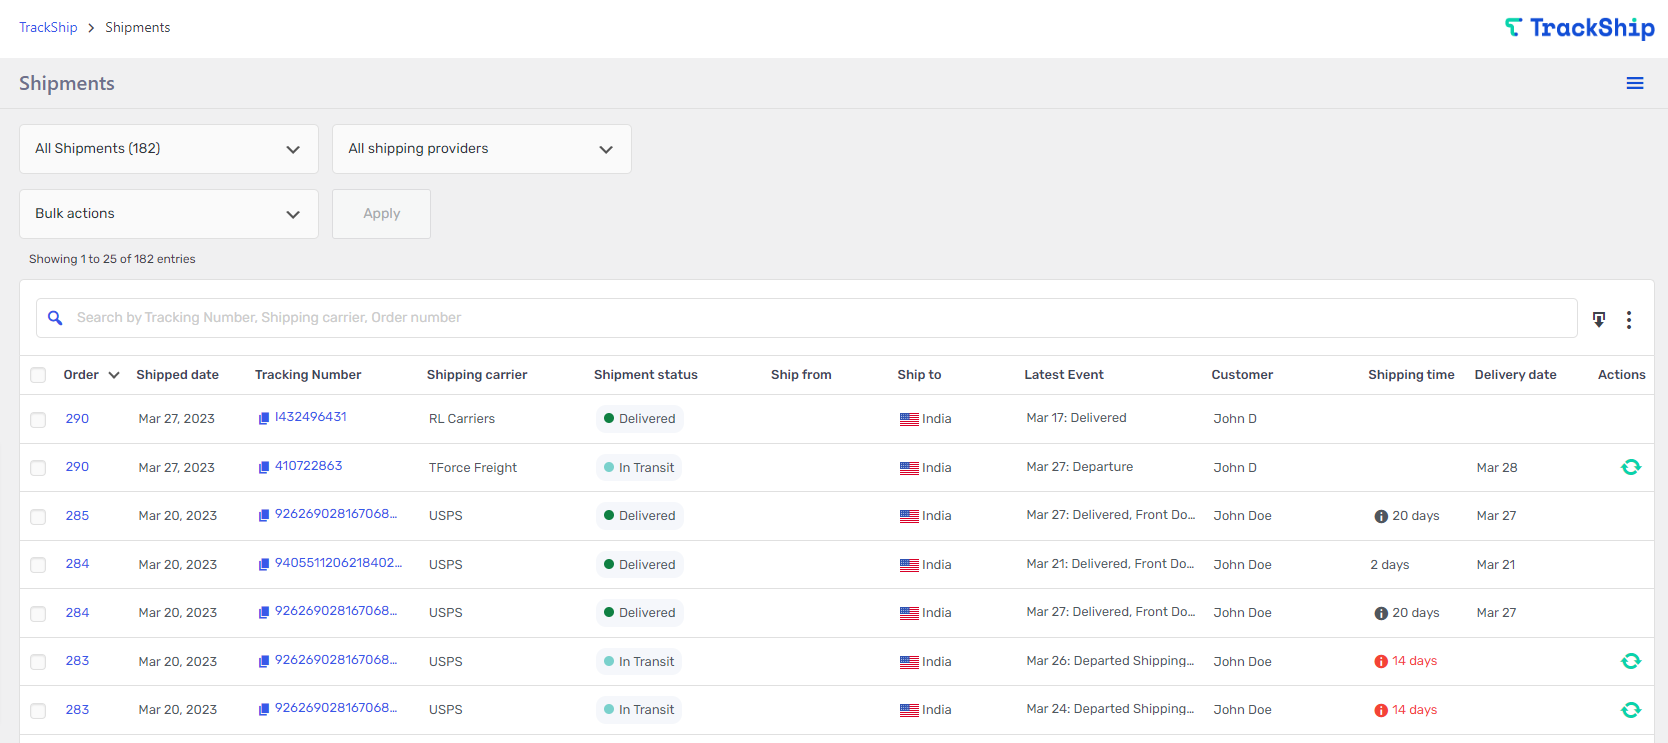 TrackShip > Shipments
TrackShip
Shipments
All Shipments (182) All shipping providers
Bulk actions Apply
Showing 1 to 25 of 182 entries
Search by Tracking Number, Shipping carrier, Order number
Order Shipped date Tracking Number Shipping carrier Shipment status Ship from Ship to Latest Event Customer Shipping time Delivery date Actions
290 Mar 27, 2023 I432496431 RL Carriers Delivered India Mar 17: Delivered John D
290 Mar 27, 2023 410722863 TForce Freight In Transit India Mar 27: Departure John D Mar 28
285 Mar 20, 2023 926269028167068... USPS Delivered India Mar 27: Delivered, Front Do... John Doe 20 days Mar 27
284 Mar 20, 2023 9405511206218402... USPS Delivered India Mar 21: Delivered, Front Do... John Doe 2 days Mar 21
284 Mar 20, 2023 926269028167068... USPS Delivered India Mar 27: Delivered, Front Do... John Doe 20 days Mar 27
283 Mar 20, 2023 926269028167068... USPS In Transit India Mar 26: Departed Shipping... John Doe 14 days
283 Mar 20, 2023 926269028167068... USPS In Transit India Mar 24: Departed Shipping... John Doe 14 days